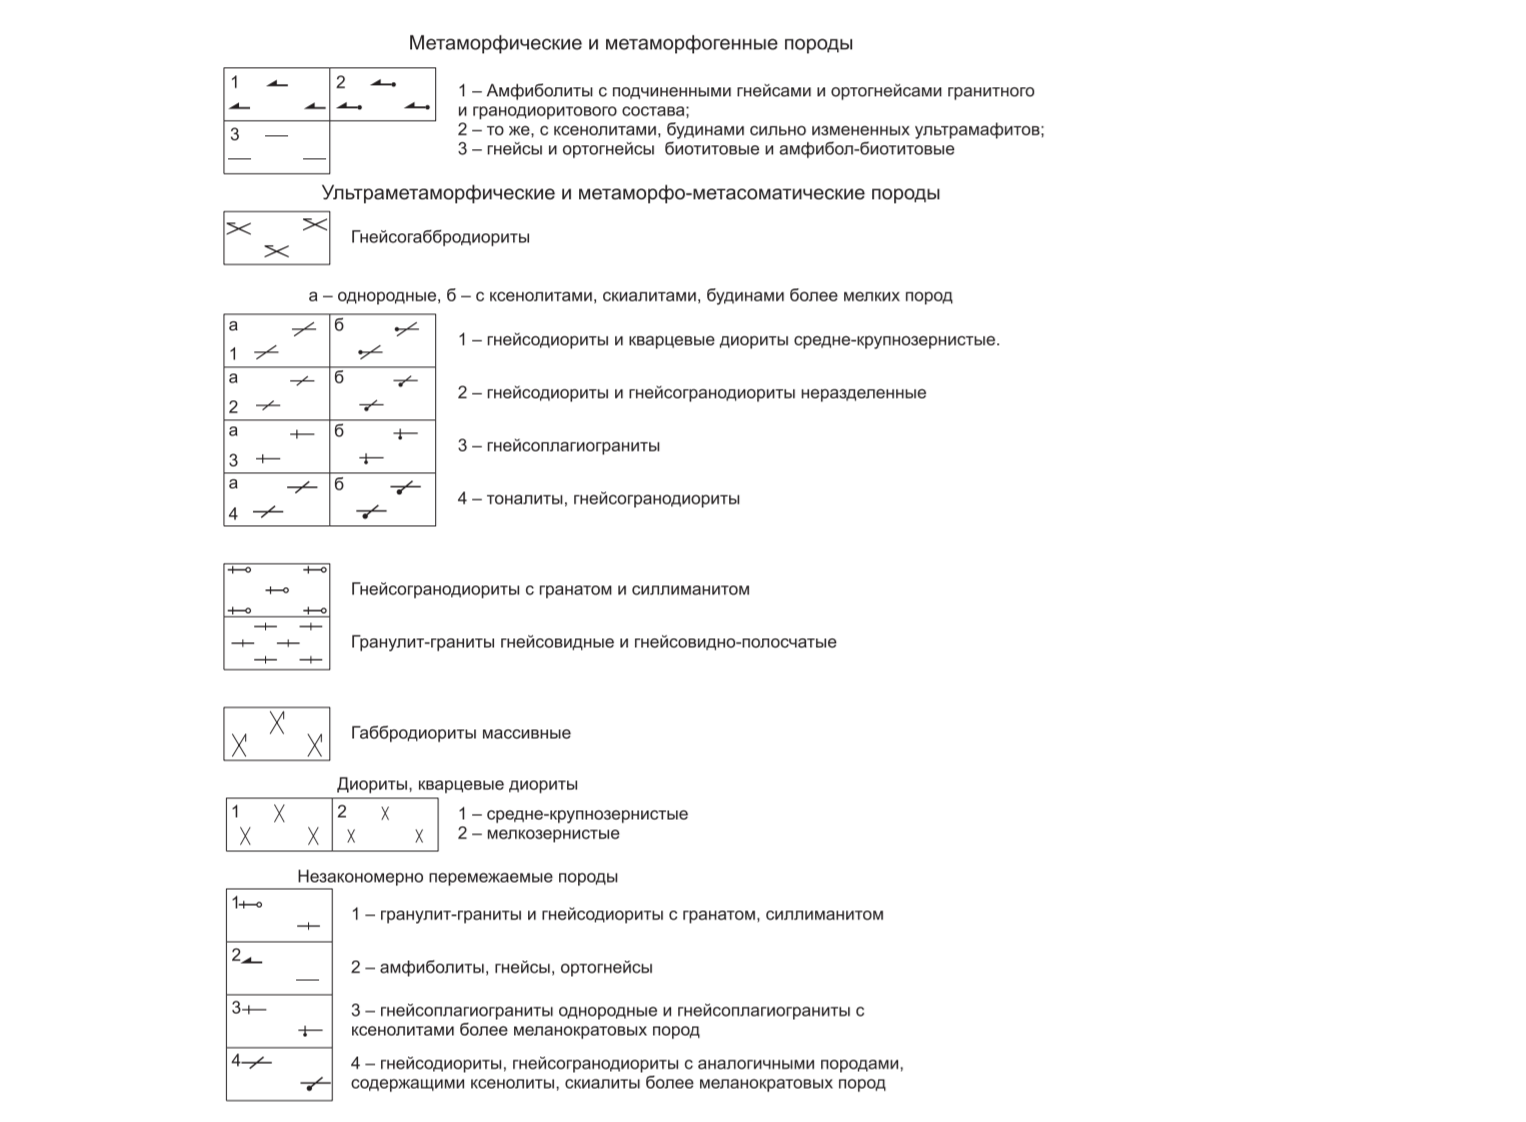 Метаморфические и метаморфогенные породы
1 2
3
1 – Амфиболиты с подчиненными гнейсами и ортогнейсами гранитного
и гранодиоритового состава;
2 – то же, с ксенолитами, будинами сильно измененных ультрамафитов;
3 – гнейсы и ортогнейсы биотитовые и амфибол-биотитовые
Ультраметаморфические и метаморфо-метасоматические породы
Гнейсогаббродиориты
а – однородные, б – с ксенолитами, скиалитами, будинами более мелких пород
а б
1
1 – гнейсодиориты и кварцевые диориты средне-крупнозернистые.
а б
2
2 – гнейсодиориты и гнейсогранодиориты неразделенные
а б
3
3 – гнейсоплагиограниты
а б
4
4 – тоналиты, гнейсогранодиориты
Гнейсогранодиориты с гранатом и силлиманитом
Гранулит-граниты гнейсовидные и гнейсовидно-полосчатые
Габбродиориты массивные
Диориты, кварцевые диориты
1 2
1 – средне-крупнозернистые
2 – мелкозернистые
Незакономерно перемежаемые породы
1
1 – гранулит-граниты и гнейсодиориты с гранатом, силлиманитом
2
2 – амфиболиты, гнейсы, ортогнейсы
3
3 – гнейсоплагиограниты однородные и гнейсоплагиограниты с
ксенолитами более меланократовых пород
4
4 – гнейсодиориты, гнейсогранодиориты с аналогичными породами,
содержащими ксенолиты, скиалиты более меланократовых пород